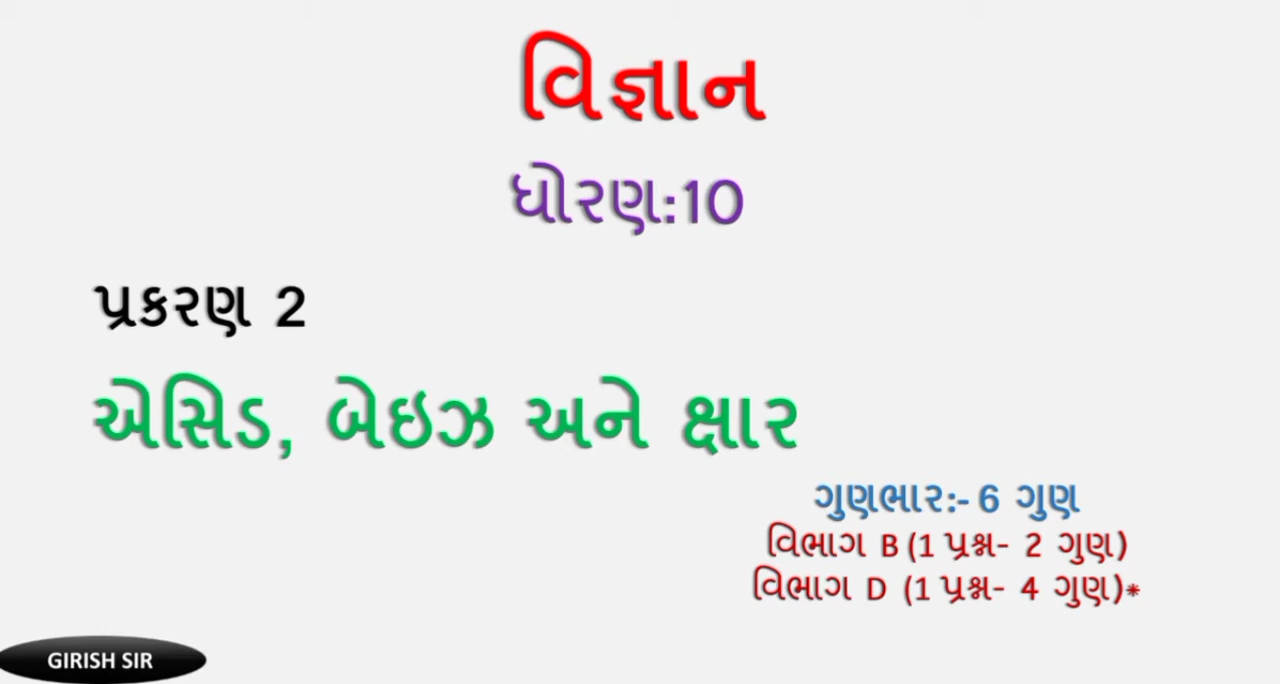 વિજ્ઞાન
ધોરણ:10
પ્રકરણ 2
એસિડ, બેઇઝ અને ક્ષાર
ગુણભાર:- 6 ગુણ
વિભાગ B (1 પ્રશ્ન- 2 ગુણ)
વિભાગ D (1 પ્રશ્ન- 4 ગુણ)*
GIRISH SIR